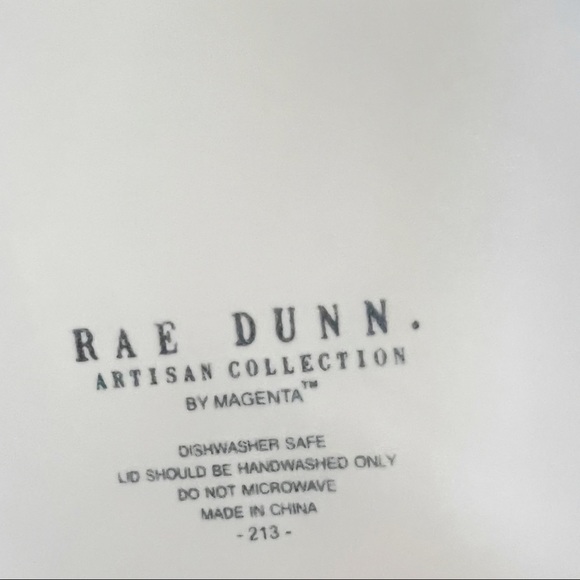 RAE DUNN.
ARTISAN COLLECTION
BY MAGENTA™
DISHWASHER SAFE
LID SHOULD BE HANDWASHED ONLY
DO NOT MICROWAVE
MADE IN CHINA
- 213 -